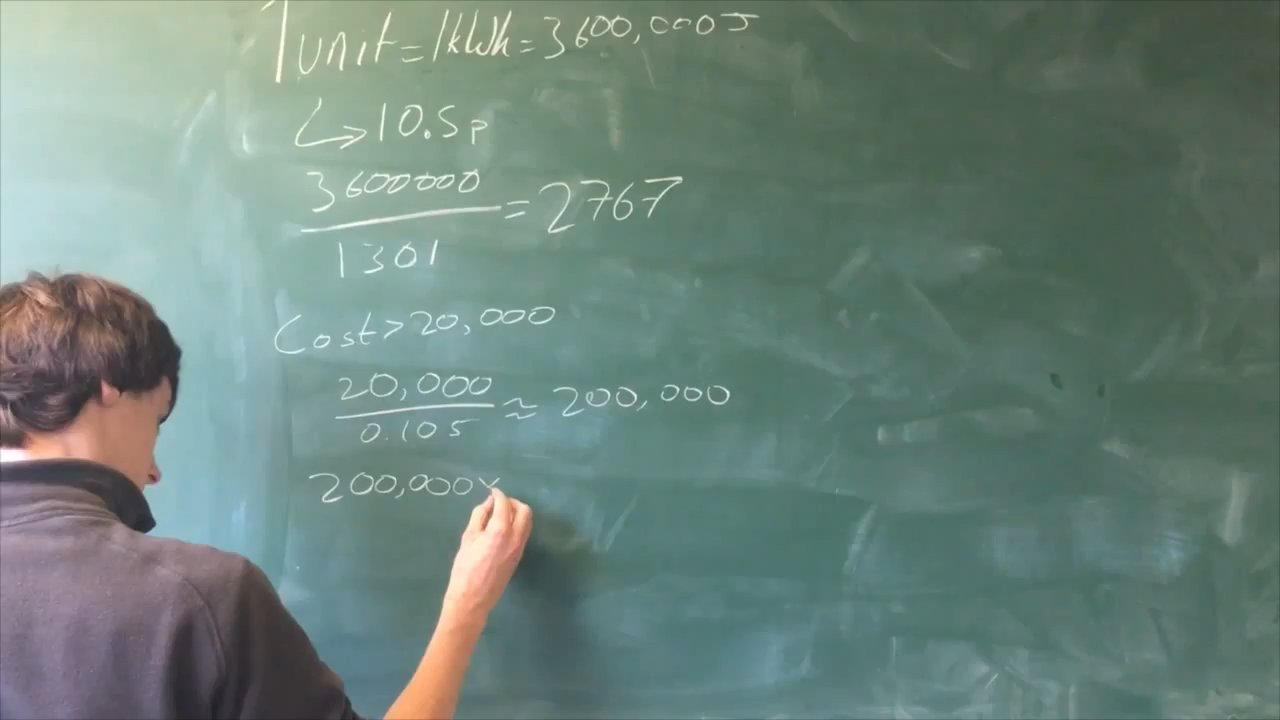 1 unit = 1kWh = 3600,000J
↳ 10.5p
3600000
= 2767
1301
Cost > 20,000
20,000
≈ 200,000
0.105
200,000x